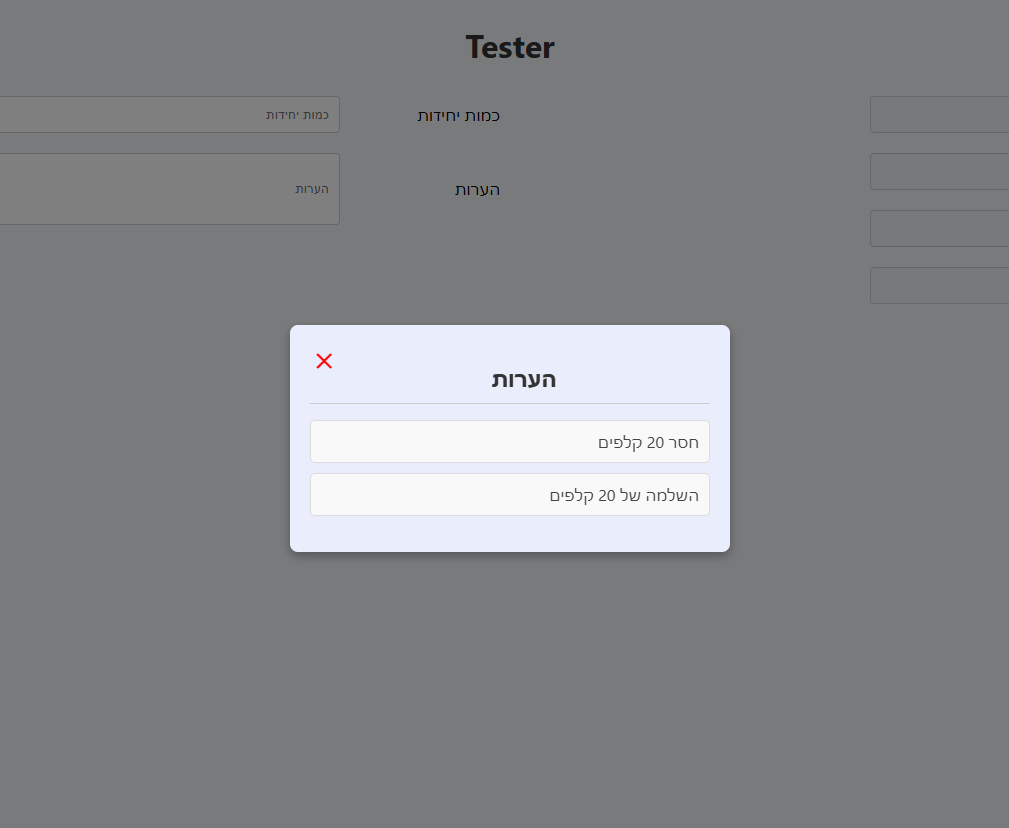 Tester
כמות יחידות
כמות יחידות
הערות
הערות
הערות
חסר 20 קלפים
השלמה של 20 קלפים